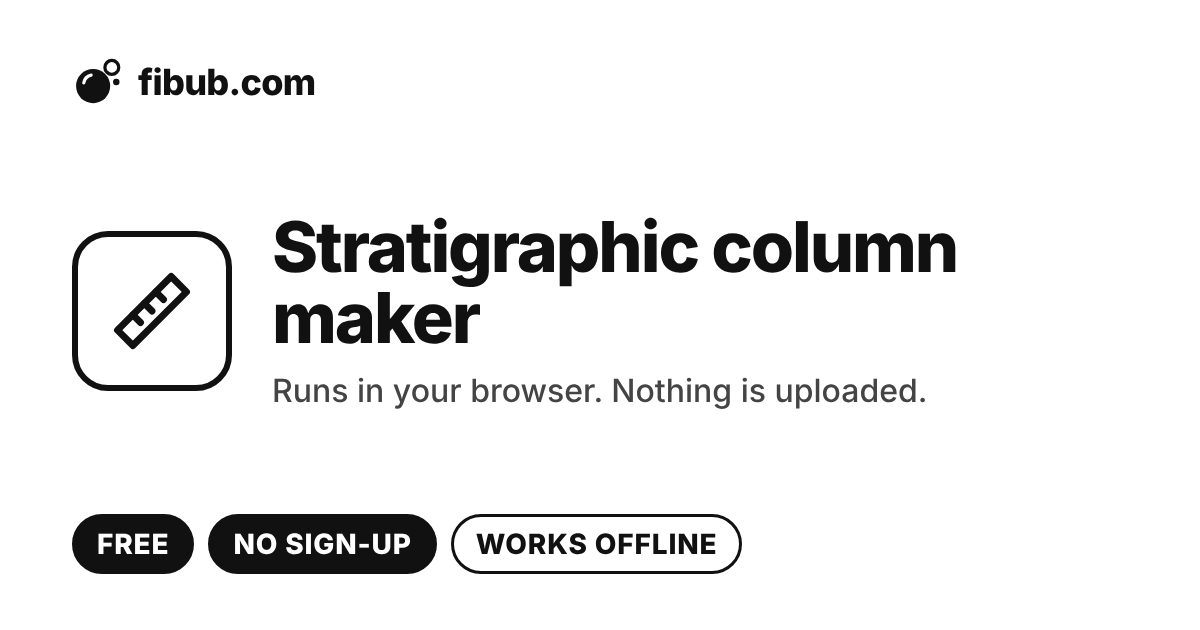 fibub.com
Stratigraphic column
maker
Runs in your browser. Nothing is uploaded.
FREE
NO SIGN-UP
WORKS OFFLINE